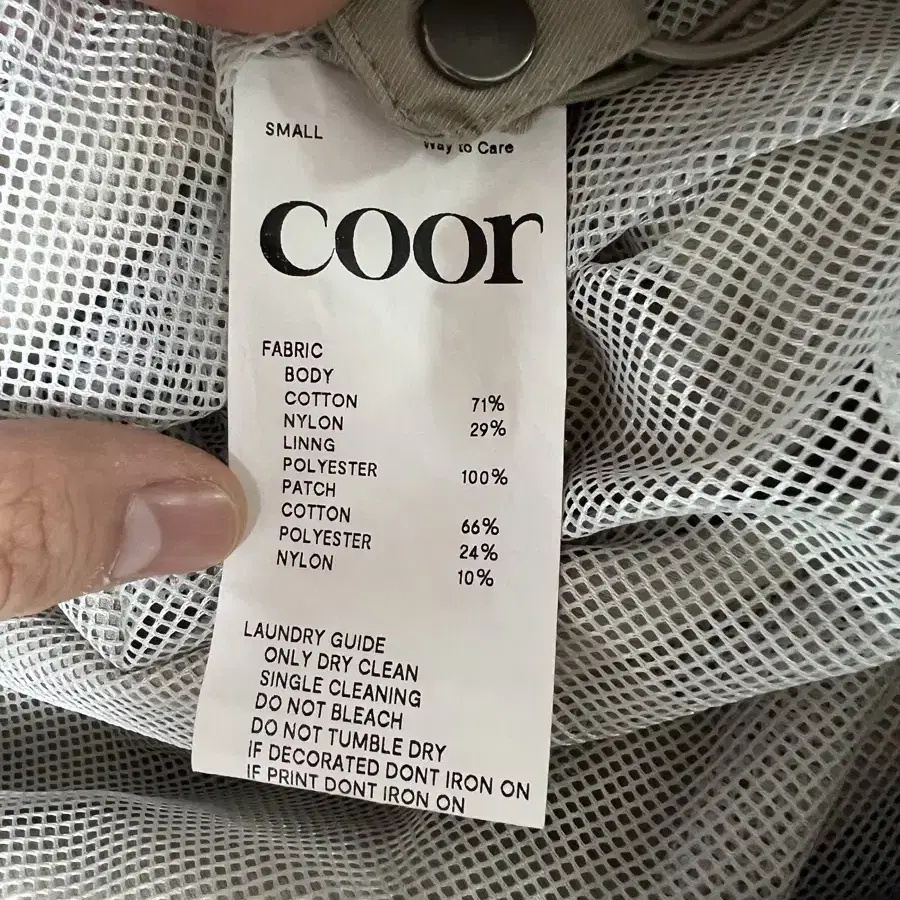 SMALL
Way to Care
coor
FABRIC
BODY
COTTON 71%
NYLON 29%
LINNG
POLYESTER 100%
PATCH
COTTON 66%
POLYESTER 24%
NYLON 10%
LAUNDRY GUIDE
ONLY DRY CLEAN
SINGLE CLEANING
DO NOT BLEACH
DO NOT TUMBLE DRY
IF DECORATED DONT IRON ON
IF PRINT DONT IRON ON